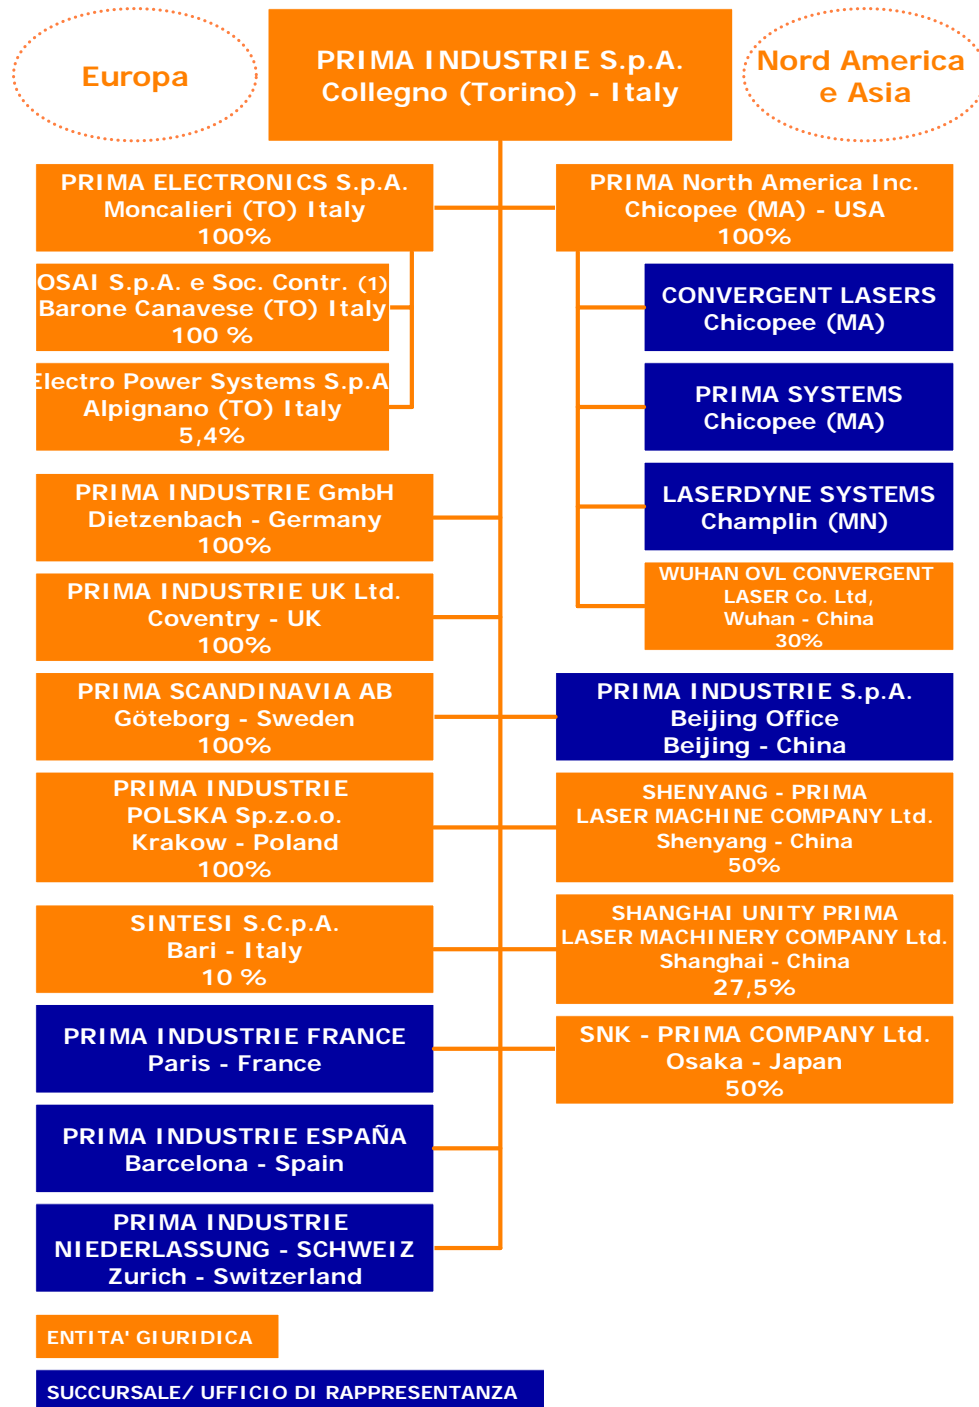 Europa
PRIMA INDUSTRIE S.p.A.
Collegno (Torino) - Italy
Nord America
e Asia
PRIMA ELECTRONICS S.p.A.
Moncalieri (TO) Italy
100%
OSAI S.p.A. e Soc. Contr. (1)
Barone Canavese (TO) Italy
100 %
Electro Power Systems S.p.A
Alpignano (TO) Italy
5,4%
PRIMA INDUSTRIE GmbH
Dietzenbach - Germany
100%
PRIMA INDUSTRIE UK Ltd.
Coventry - UK
100%
PRIMA SCANDINAVIA AB
Göteborg - Sweden
100%
PRIMA INDUSTRIE
POLSKA Sp.z.o.o.
Krakow - Poland
100%
SINTESI S.C.p.A.
Bari - Italy
10 %
PRIMA INDUSTRIE FRANCE
Paris - France
PRIMA INDUSTRIE ESPAÑA
Barcelona - Spain
PRIMA INDUSTRIE
NIEDERLASSUNG - SCHWEIZ
Zurich - Switzerland
PRIMA North America Inc.
Chicopee (MA) - USA
100%
CONVERGENT LASERS
Chicopee (MA)
PRIMA SYSTEMS
Chicopee (MA)
LASERDYNE SYSTEMS
Champlin (MN)
WUHAN OVL CONVERGENT
LASER Co. Ltd,
Wuhan - China
30%
PRIMA INDUSTRIE S.p.A.
Beijing Office
Beijing - China
SHENYANG - PRIMA
LASER MACHINE COMPANY Ltd.
Shenyang - China
50%
SHANGHAI UNITY PRIMA
LASER MACHINERY COMPANY Ltd.
Shanghai - China
27,5%
SNK - PRIMA COMPANY Ltd.
Osaka - Japan
50%
ENTITA' GIURIDICA
SUCCURSALE/ UFFICIO DI RAPPRESENTANZA